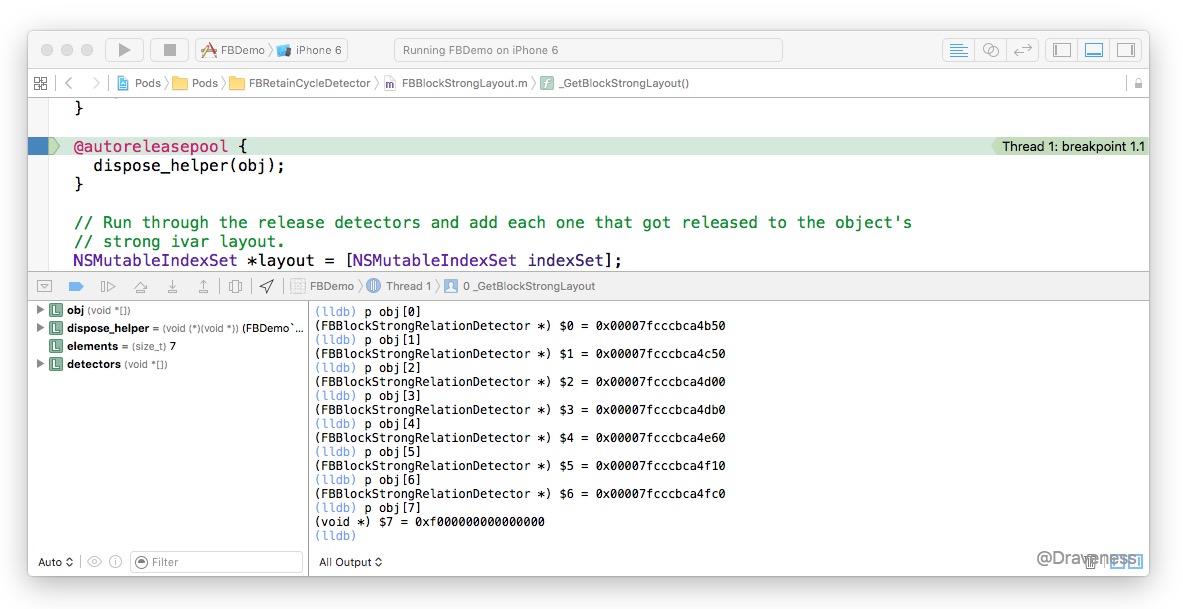 FBDemo iPhone 6 Running FBDemo on iPhone 6
Pods Pods FBRetainCycleDetector m FBBlockStrongLayout.m f _GetBlockStrongLayout()
}
@autoreleasepool { Thread 1: breakpoint 1.1
dispose_helper(obj);
}
// Run through the release detectors and add each one that got released to the object's
// strong ivar layout.
NSMutableIndexSet *layout = [NSMutableIndexSet indexSet];
FBDemo Thread 1 0 _GetBlockStrongLayout
L obj (void *[])
L dispose_helper = (void (*)(void *)) (FBDemo`...
L elements = (size_t) 7
L detectors (void *[])
(lldb) p obj[0]
(FBBlockStrongRelationDetector *) $0 = 0x00007fcccbca4b50
(lldb) p obj[1]
(FBBlockStrongRelationDetector *) $1 = 0x00007fcccbca4c50
(lldb) p obj[2]
(FBBlockStrongRelationDetector *) $2 = 0x00007fcccbca4d00
(lldb) p obj[3]
(FBBlockStrongRelationDetector *) $3 = 0x00007fcccbca4db0
(lldb) p obj[4]
(FBBlockStrongRelationDetector *) $4 = 0x00007fcccbca4e60
(lldb) p obj[5]
(FBBlockStrongRelationDetector *) $5 = 0x00007fcccbca4f10
(lldb) p obj[6]
(FBBlockStrongRelationDetector *) $6 = 0x00007fcccbca4fc0
(lldb) p obj[7]
(void *) $7 = 0xf000000000000000
(lldb)
Auto Filter All Output
@Draveness